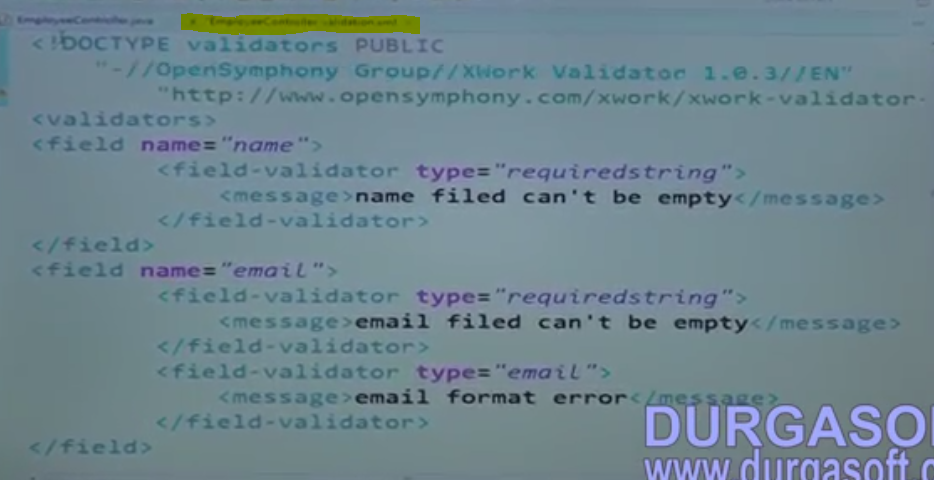 EmployeeController.java
*EmployeeController-validation.xml
<!DOCTYPE validators PUBLIC
"-//OpenSymphony Group//XWork Validator 1.0.3//EN"
"http://www.opensymphony.com/xwork/xwork-validator-
<validators>
<field name="name">
<field-validator type="requiredstring">
<message>name filed can't be empty</message>
</field-validator>
</field>
<field name="email">
<field-validator type="requiredstring">
<message>email filed can't be empty</message>
</field-validator>
<field-validator type="email">
<message>email format error</message>
</field-validator>
</field>
DURGASO
www.durgasoft.c